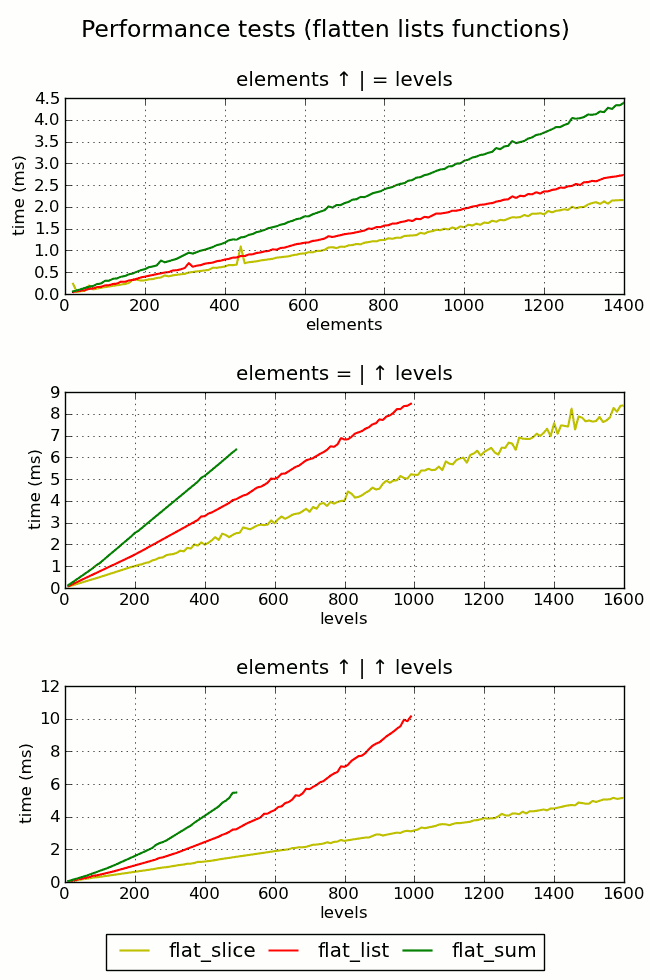 Performance tests (flatten lists functions)
elements ↑ | = levels
4.5
4.0
3.5
3.0
2.5
2.0
1.5
1.0
0.5
0.0
time (ms)
0 200 400 600 800 1000 1200 1400
elements
elements = | ↑ levels
9
8
7
6
5
4
3
2
1
0
time (ms)
0 200 400 600 800 1000 1200 1400 1600
levels
elements ↑ | ↑ levels
12
10
8
6
4
2
0
time (ms)
0 200 400 600 800 1000 1200 1400 1600
levels
flat_slice flat_list flat_sum